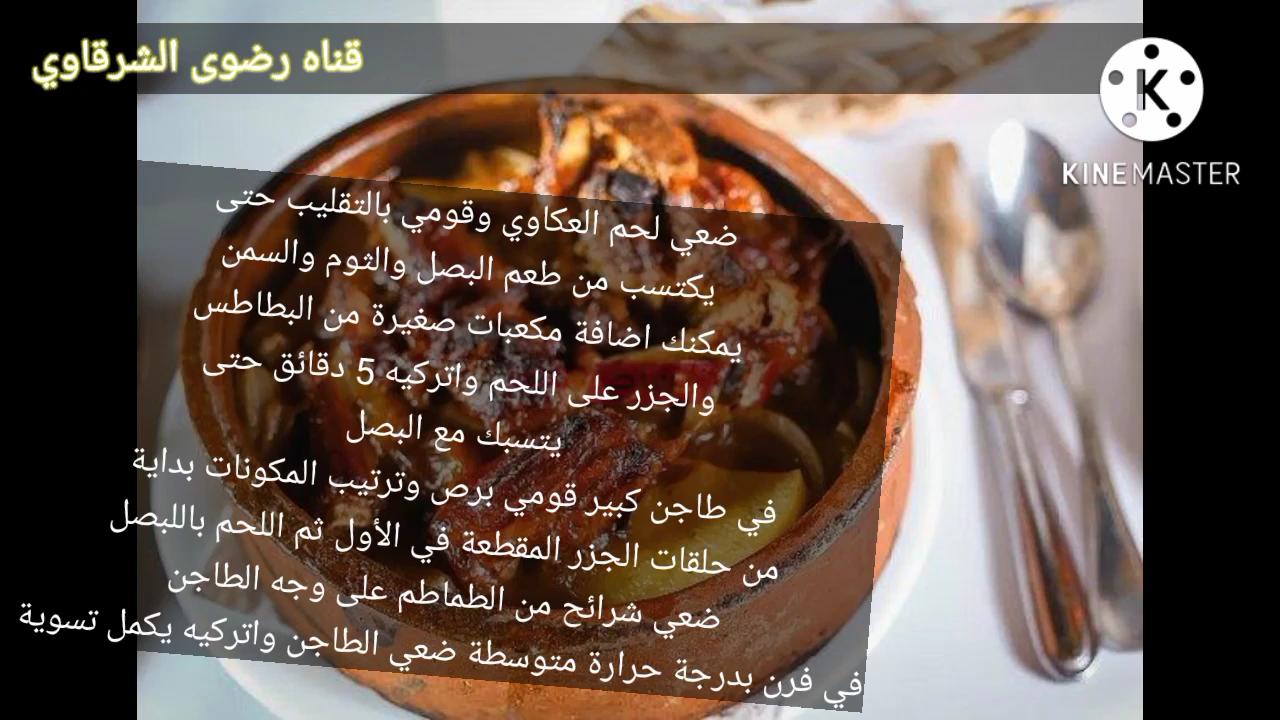 قناه رضوى الشرقاوي
KINEMASTER
ضعي لحم العكاوي وقومي بالتقليب حتى
يكتسب من طعم البصل والثوم والسمن
يمكنك اضافة مكعبات صغيرة من البطاطس
والجزر على اللحم واتركيه 5 دقائق حتى
يتسبك مع البصل
في طاجن كبير قومي برص وترتيب المكونات بداية
من حلقات الجزر المقطعة في الأول ثم اللحم باللبصل
ضعي شرائح من الطماطم على وجه الطاجن
في فرن بدرجة حرارة متوسطة ضعي الطاجن واتركيه يكمل تسوية